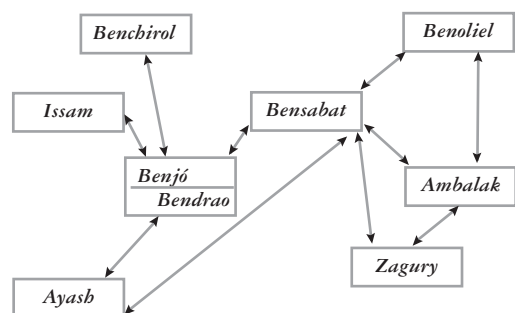 Benchirol
Benoliel
Issam
Bensabat
Benjó
Bendrao
Ambalak
Zagury
Ayash